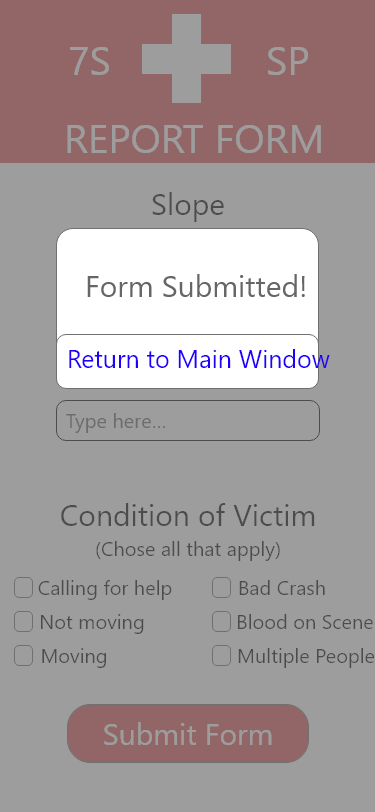 7S SP
REPORT FORM
Slope
Form Submitted!
Return to Main Window
Type here...
Condition of Victim
(Chose all that apply)
Calling for help Bad Crash
Not moving Blood on Scene
Moving Multiple People
Submit Form